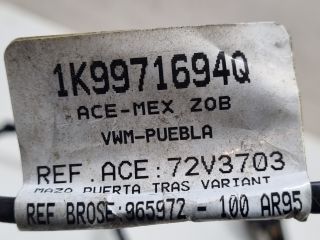 1K9971694Q
ACE-MEX ZOB
VWM-PUEBLA
REF.ACE:72V3703
MAZO PUERTA TRAS VARIANT
REF BROSE:965972 - 100 AR95